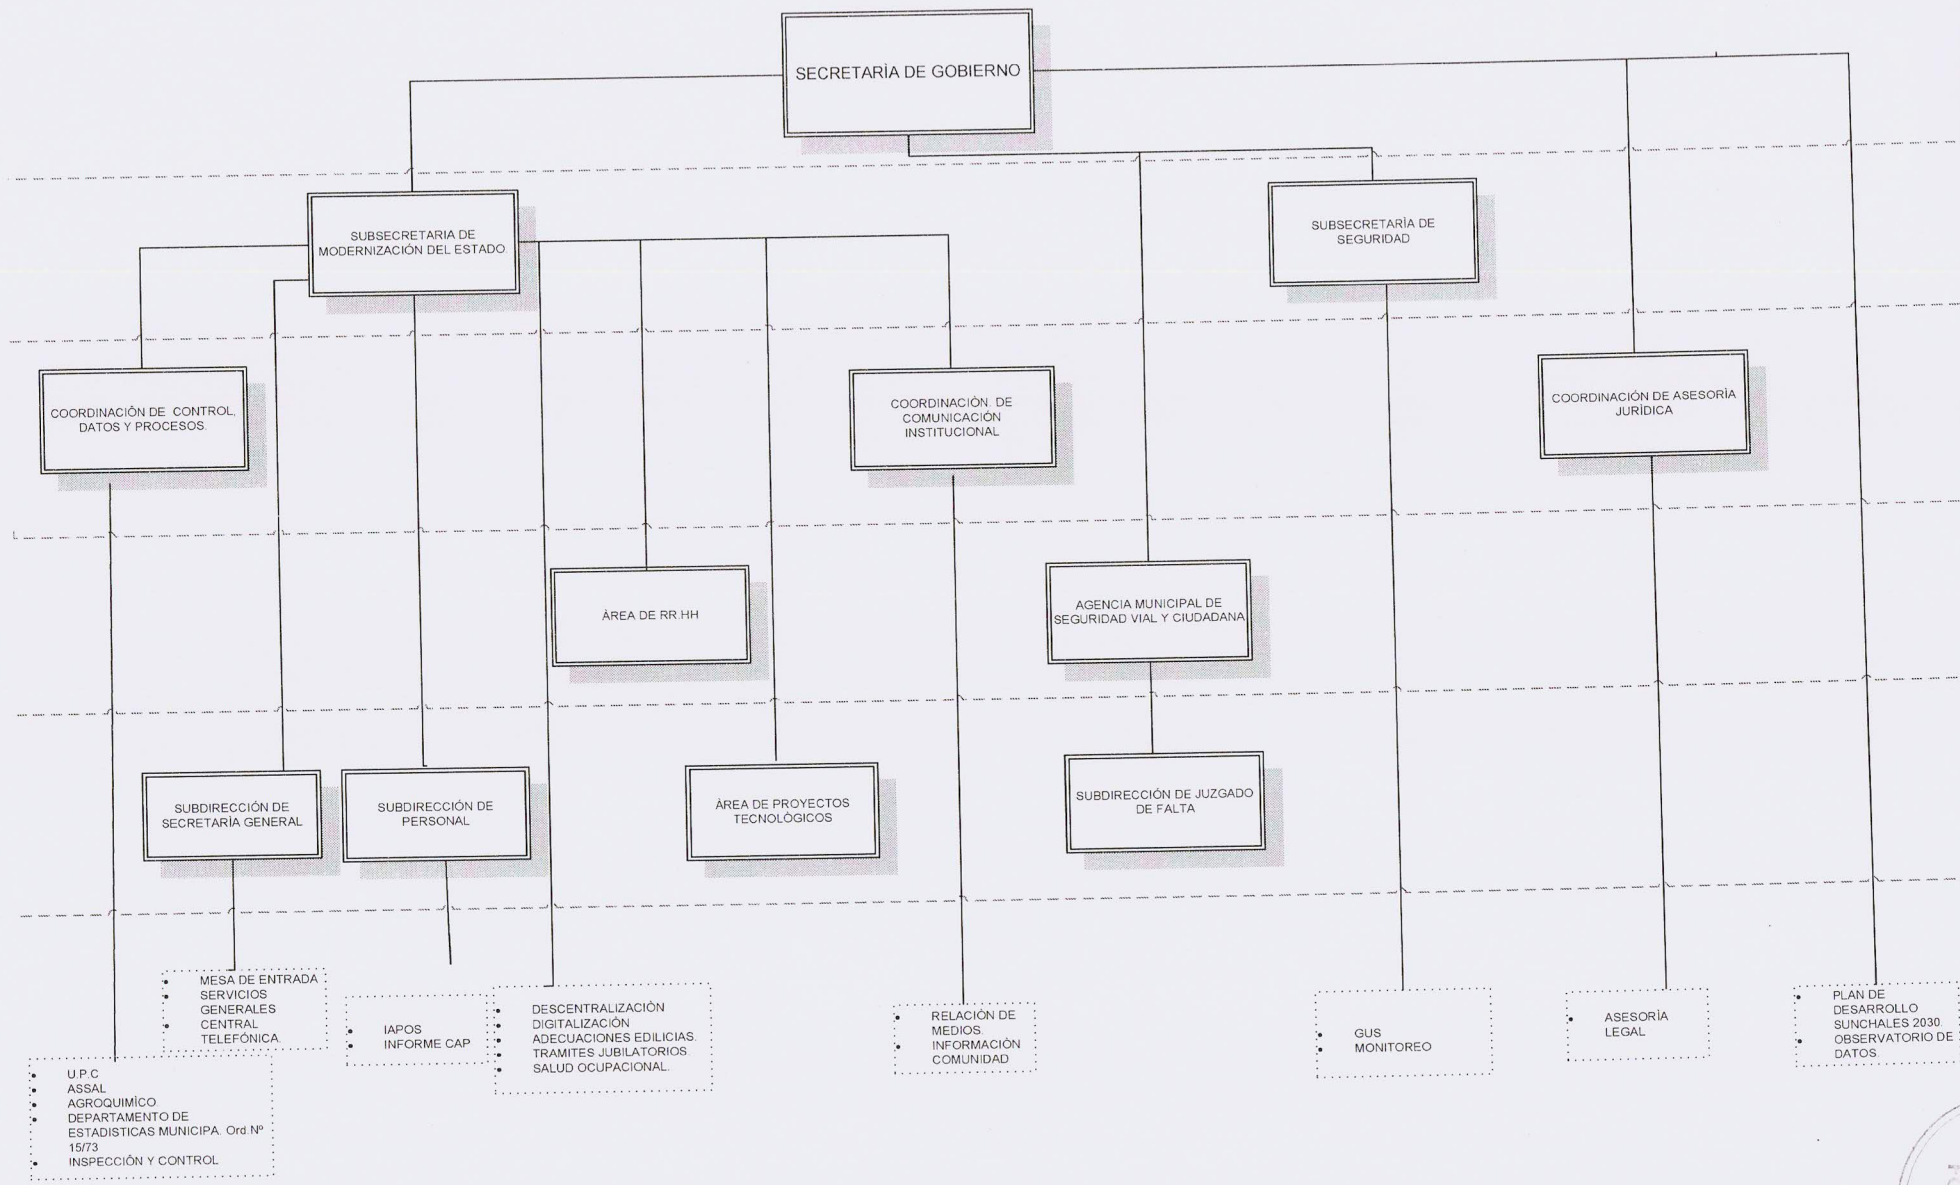 SECRETARÌA DE GOBIERNO
SUBSECRETARIA DE
MODERNIZACIÓN DEL ESTADO.
SUBSECRETARÌA DE
SEGURIDAD
COORDINACIÓN DE CONTROL,
DATOS Y PROCESOS.
COORDINACIÓN. DE
COMUNICACIÓN
INSTITUCIONAL
COORDINACIÓN DE ASESORÌA
JURÌDICA
ÀREA DE RR.HH
AGENCIA MUNICIPAL DE
SEGURIDAD VIAL Y CIUDADANA
SUBDIRECCIÓN DE
SECRETARÌA GENERAL
SUBDIRECCIÓN DE
PERSONAL
ÀREA DE PROYECTOS
TECNOLÒGICOS
SUBDIRECCIÓN DE JUZGADO
DE FALTA
• U.P.C
• ASSAL
• AGROQUIMÌCO
• DEPARTAMENTO DE
ESTADISTICAS MUNICIPA. Ord.Nº
15/73
• INSPECCIÓN Y CONTROL
• MESA DE ENTRADA
• SERVICIOS
GENERALES
• CENTRAL
TELEFÓNICA.
• IAPOS
• INFORME CAP
• DESCENTRALIZACIÓN
• DIGITALIZACIÓN
• ADECUACIONES EDILICIAS.
• TRAMITES JUBILATORIOS.
• SALUD OCUPACIONAL.
• RELACIÓN DE
MEDIOS.
• INFORMACIÓN
COMUNIDAD
• GUS
• MONITOREO
• ASESORÌA
LEGAL
• PLAN DE
DESARROLLO
SUNCHALES 2030.
• OBSERVATORIO DE
DATOS.